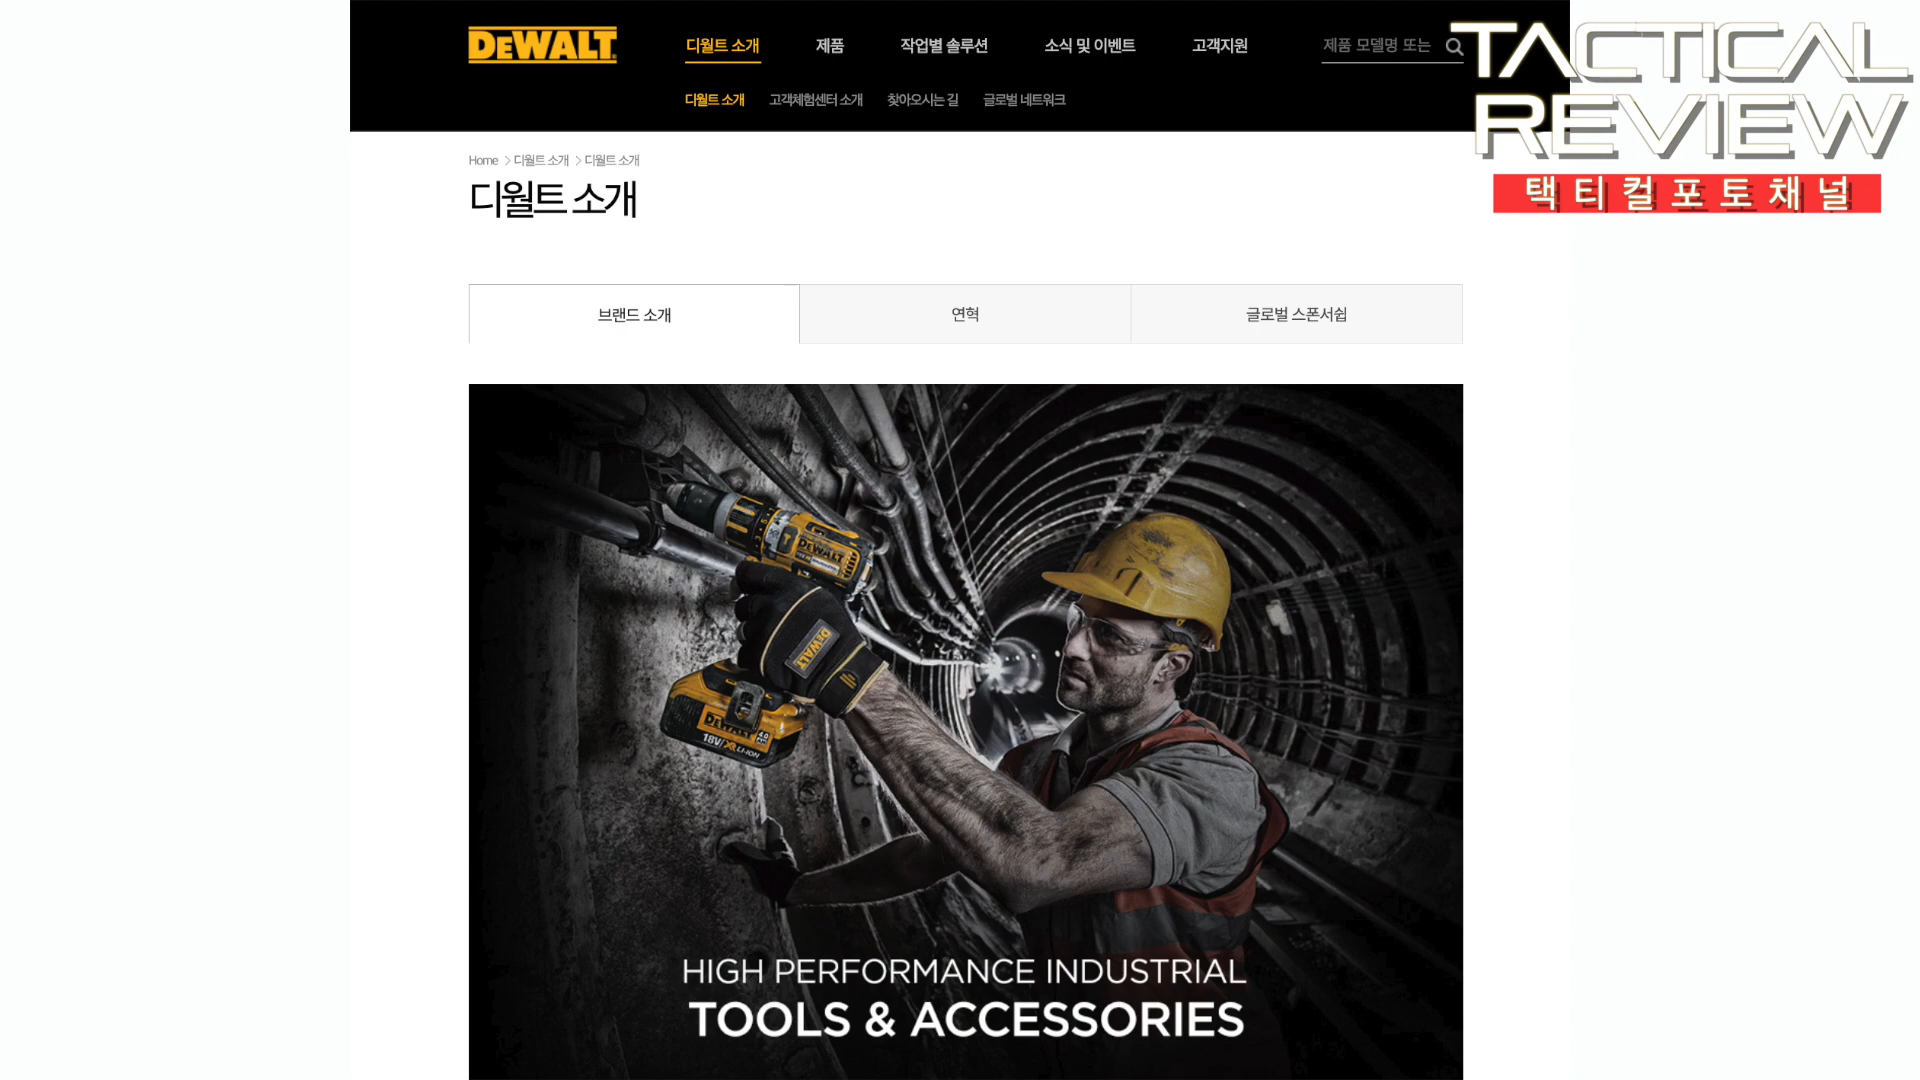 DEWALT
디월트 소개 제품 작업별 솔루션 소식 및 이벤트 고객지원 제품 모델명 또는
디월트 소개 고객체험센터 소개 찾아오시는 길 글로벌 네트워크
TACTICAL
REVIEW
택티컬포토채널
Home > 디월트 소개 > 디월트 소개
디월트 소개
브랜드 소개 연혁 글로벌 스폰서쉽
DEWALT
DEWALT
DEWALT
18V/XR LI-ION 4.0
HIGH PERFORMANCE INDUSTRIAL
TOOLS & ACCESSORIES